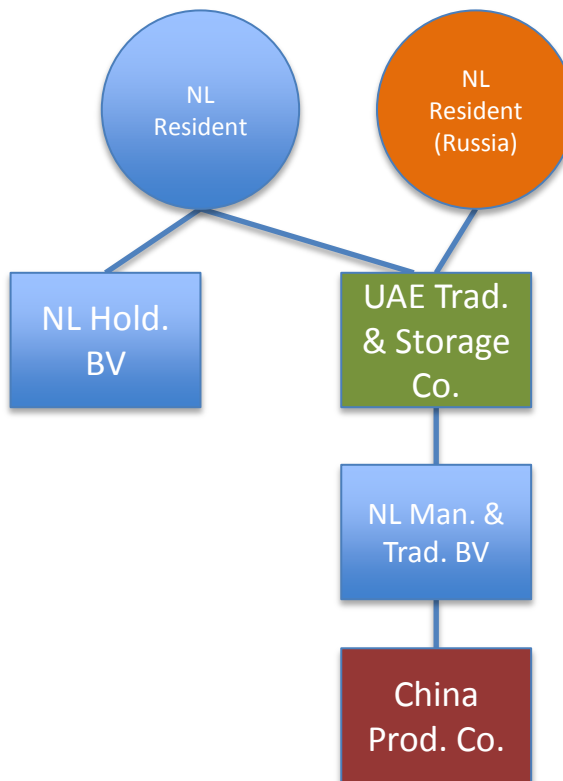 NL
Resident
NL
Resident
(Russia)
NL Hold.
BV
UAE Trad.
& Storage
Co.
NL Man. &
Trad. BV
China
Prod. Co.